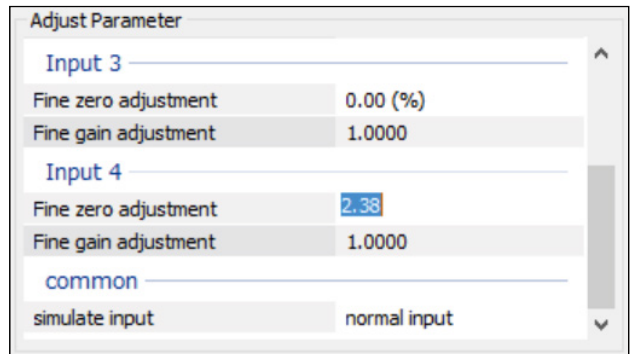 Adjust Parameter
Input 3
Fine zero adjustment 0.00 (%)
Fine gain adjustment 1.0000
Input 4
Fine zero adjustment 2.38
Fine gain adjustment 1.0000
common
simulate input normal input